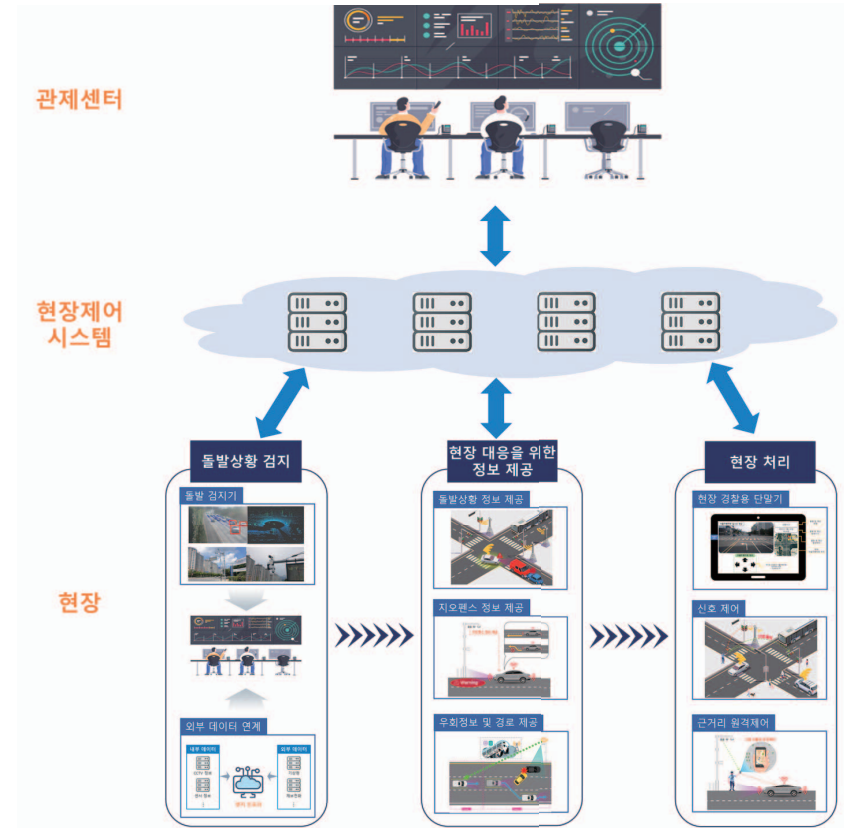 관제센터
현장제어
시스템
현장
돌발상황 검지
돌발 검지기
외부 데이터 연계
내부 데이터
외부 데이터
CCTV 정보
현장 대응을 위한
정보 제공
돌발상황 정보 제공
지오펜스 정보 제공
우회정보 및 경로 제공
현장 처리
현장 경찰용 단말기
신호 제어
근거리 원격제어